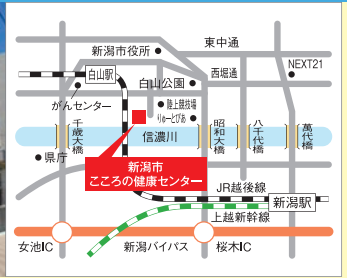 東中通
新潟市役所
NEXT21
西堀通
白山駅
白山公園
がんセンター
陸上競技場
りゅーとぴあ
千歳大橋
信濃川
昭和大橋
八千代橋
萬代橋
県庁
新潟市
こころの健康センター
JR越後線
新潟駅
上越新幹線
女池IC
新潟バイパス
桜木IC